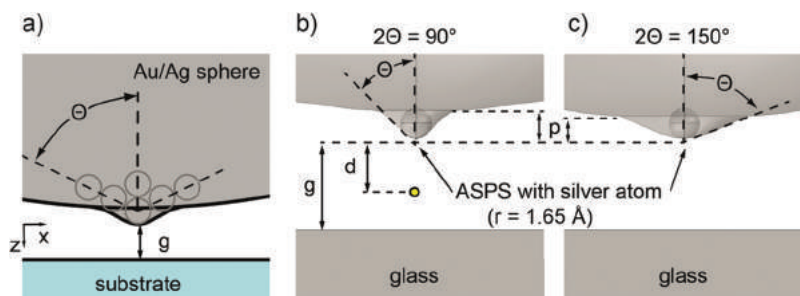 a)
Au/Ag sphere
Θ
g
x
z
substrate
b)
2Θ = 90°
Θ
p
d
g
ASPS with silver atom
(r = 1.65 Å)
glass
c)
2Θ = 150°
Θ
glass